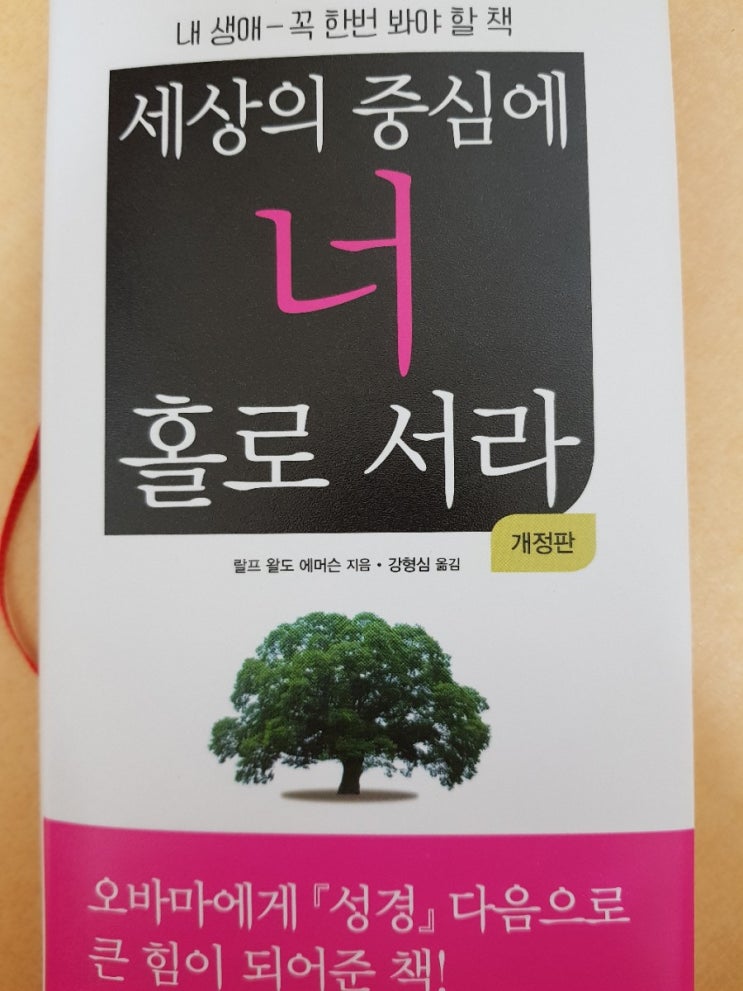 내 생애-꼭 한번 봐야 할 책
세상의 중심에
너
홀로 서라
개정판
랄프 왈도 에머슨 지음 · 강형심 옮김
오바마에게 『성경』 다음으로
큰 힘이 되어준 책!